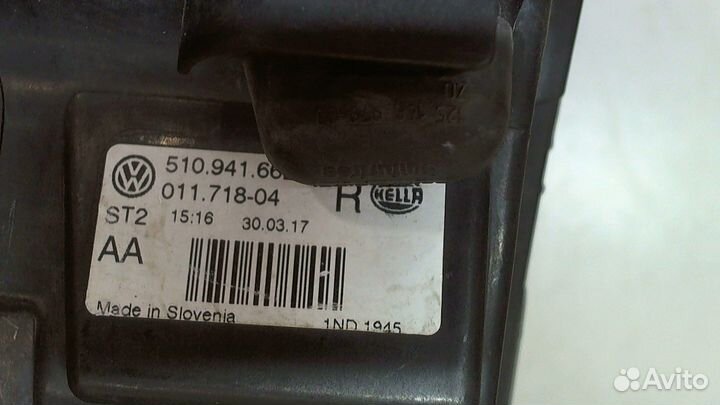 510.941.66
011.718-04 R HELLA
ST2 15:16 30.03.17
AA
Made in Slovenia 1ND 1945
Avito